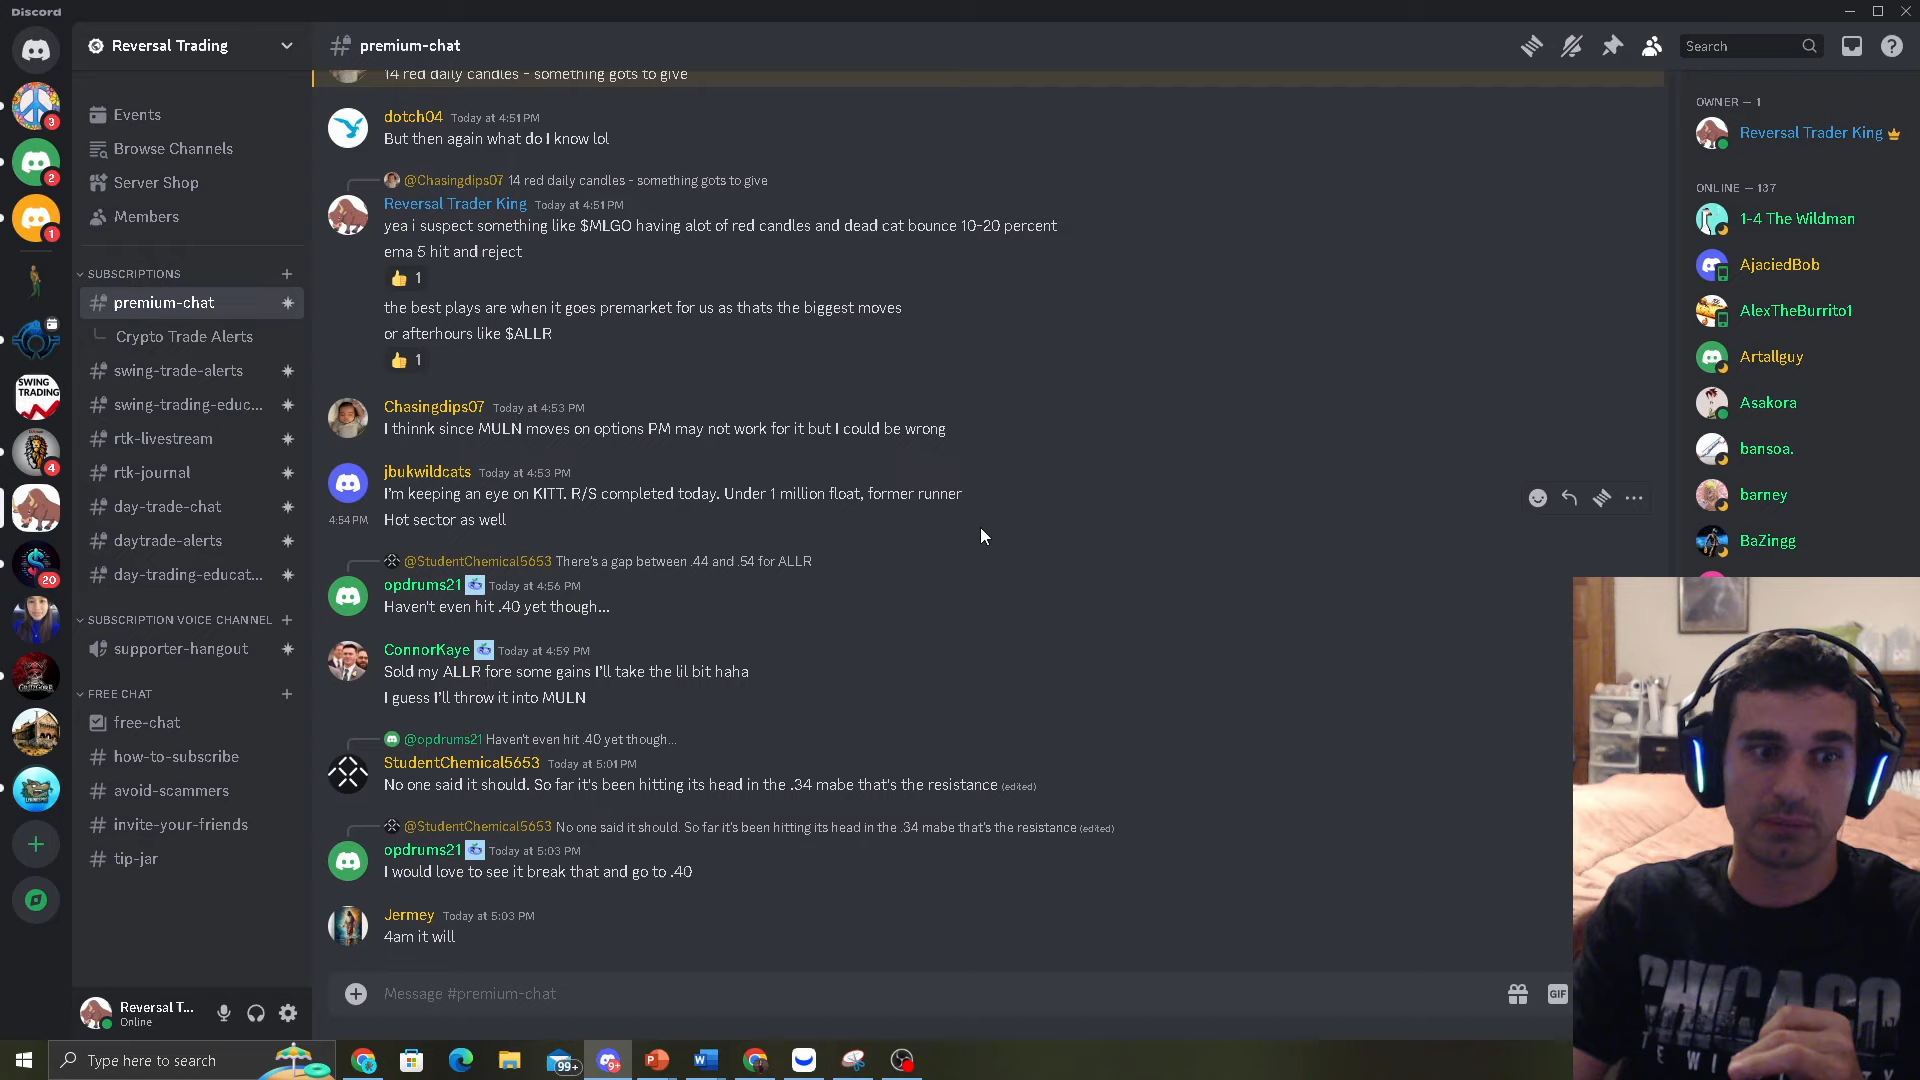 Discord
Reversal Trading
premium-chat
Search
Events
Browse Channels
Server Shop
Members
SUBSCRIPTIONS
premium-chat
Crypto Trade Alerts
swing-trade-alerts
swing-trading-educ...
rtk-livestream
rtk-journal
day-trade-chat
daytrade-alerts
day-trading-educat...
SUBSCRIPTION VOICE CHANNEL
supporter-hangout
FREE CHAT
free-chat
how-to-subscribe
avoid-scammers
invite-your-friends
tip-jar
3
2
1
SWING
TRADING
4
20
Reversal T...
Online
14 red daily candles - something gots to give
dotch04 Today at 4:51 PM
But then again what do I know lol
@Chasingdips07 14 red daily candles - something gots to give
Reversal Trader King Today at 4:51 PM
yea i suspect something like $MLGO having alot of red candles and dead cat bounce 10-20 percent
ema 5 hit and reject
1
the best plays are when it goes premarket for us as thats the biggest moves
or afterhours like $ALLR
1
Chasingdips07 Today at 4:53 PM
I thinnk since MULN moves on options PM may not work for it but I could be wrong
jbukwildcats Today at 4:53 PM
I'm keeping an eye on KITT. R/S completed today. Under 1 million float, former runner
4:54 PM Hot sector as well
@StudentChemical5653 There's a gap between .44 and .54 for ALLR
opdrums21 Today at 4:56 PM
Haven't even hit .40 yet though...
ConnorKaye Today at 4:59 PM
Sold my ALLR fore some gains I'll take the lil bit haha
I guess I'll throw it into MULN
@opdrums21 Haven't even hit .40 yet though...
StudentChemical5653 Today at 5:01 PM
No one said it should. So far it's been hitting its head in the .34 mabe that's the resistance (edited)
@StudentChemical5653 No one said it should. So far it's been hitting its head in the .34 mabe that's the resistance (edited)
opdrums21 Today at 5:03 PM
I would love to see it break that and go to .40
Jermey Today at 5:03 PM
4am it will
Message #premium-chat
GIF
OWNER — 1
Reversal Trader King
ONLINE — 137
1-4 The Wildman
AjaciedBob
AlexTheBurrito1
Artallguy
Asakora
bansoa.
barney
BaZingg
CHICAGO
Type here to search
99+
9+